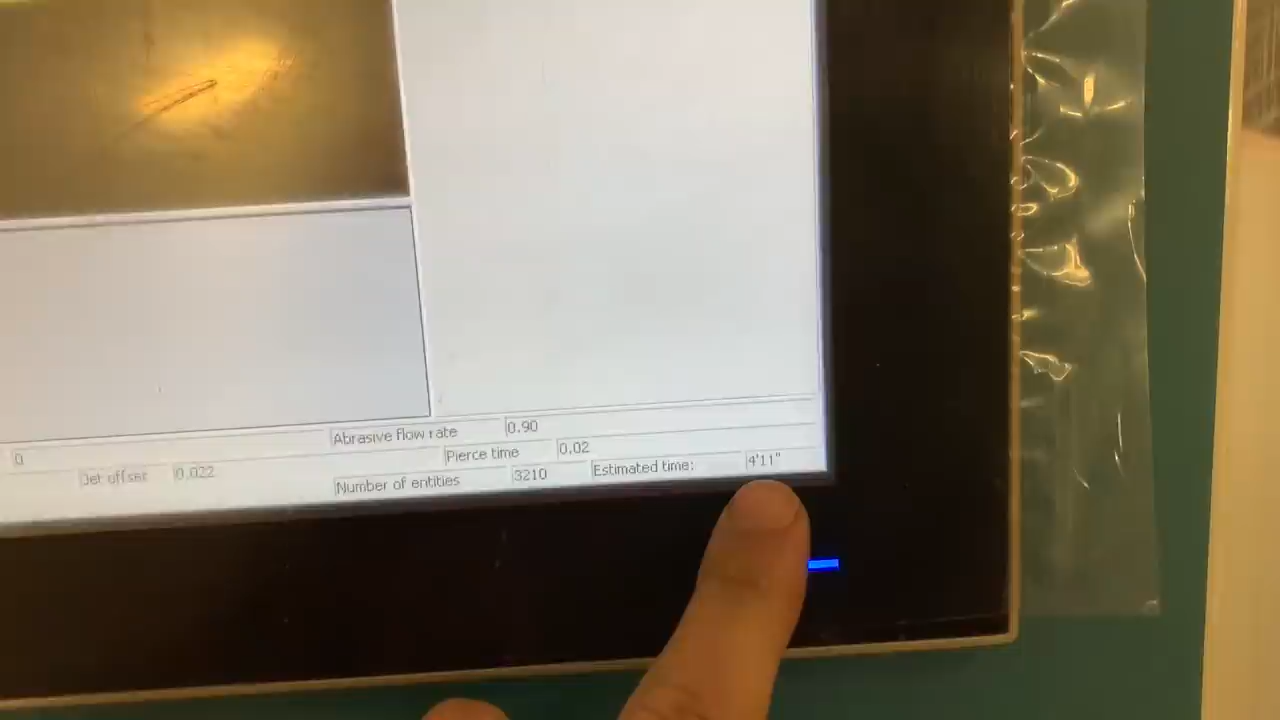 0 Abrasive flow rate 0.90
Jet offset 0.022 Pierce time 0.02
Number of entities 3210 Estimated time: 4'11"